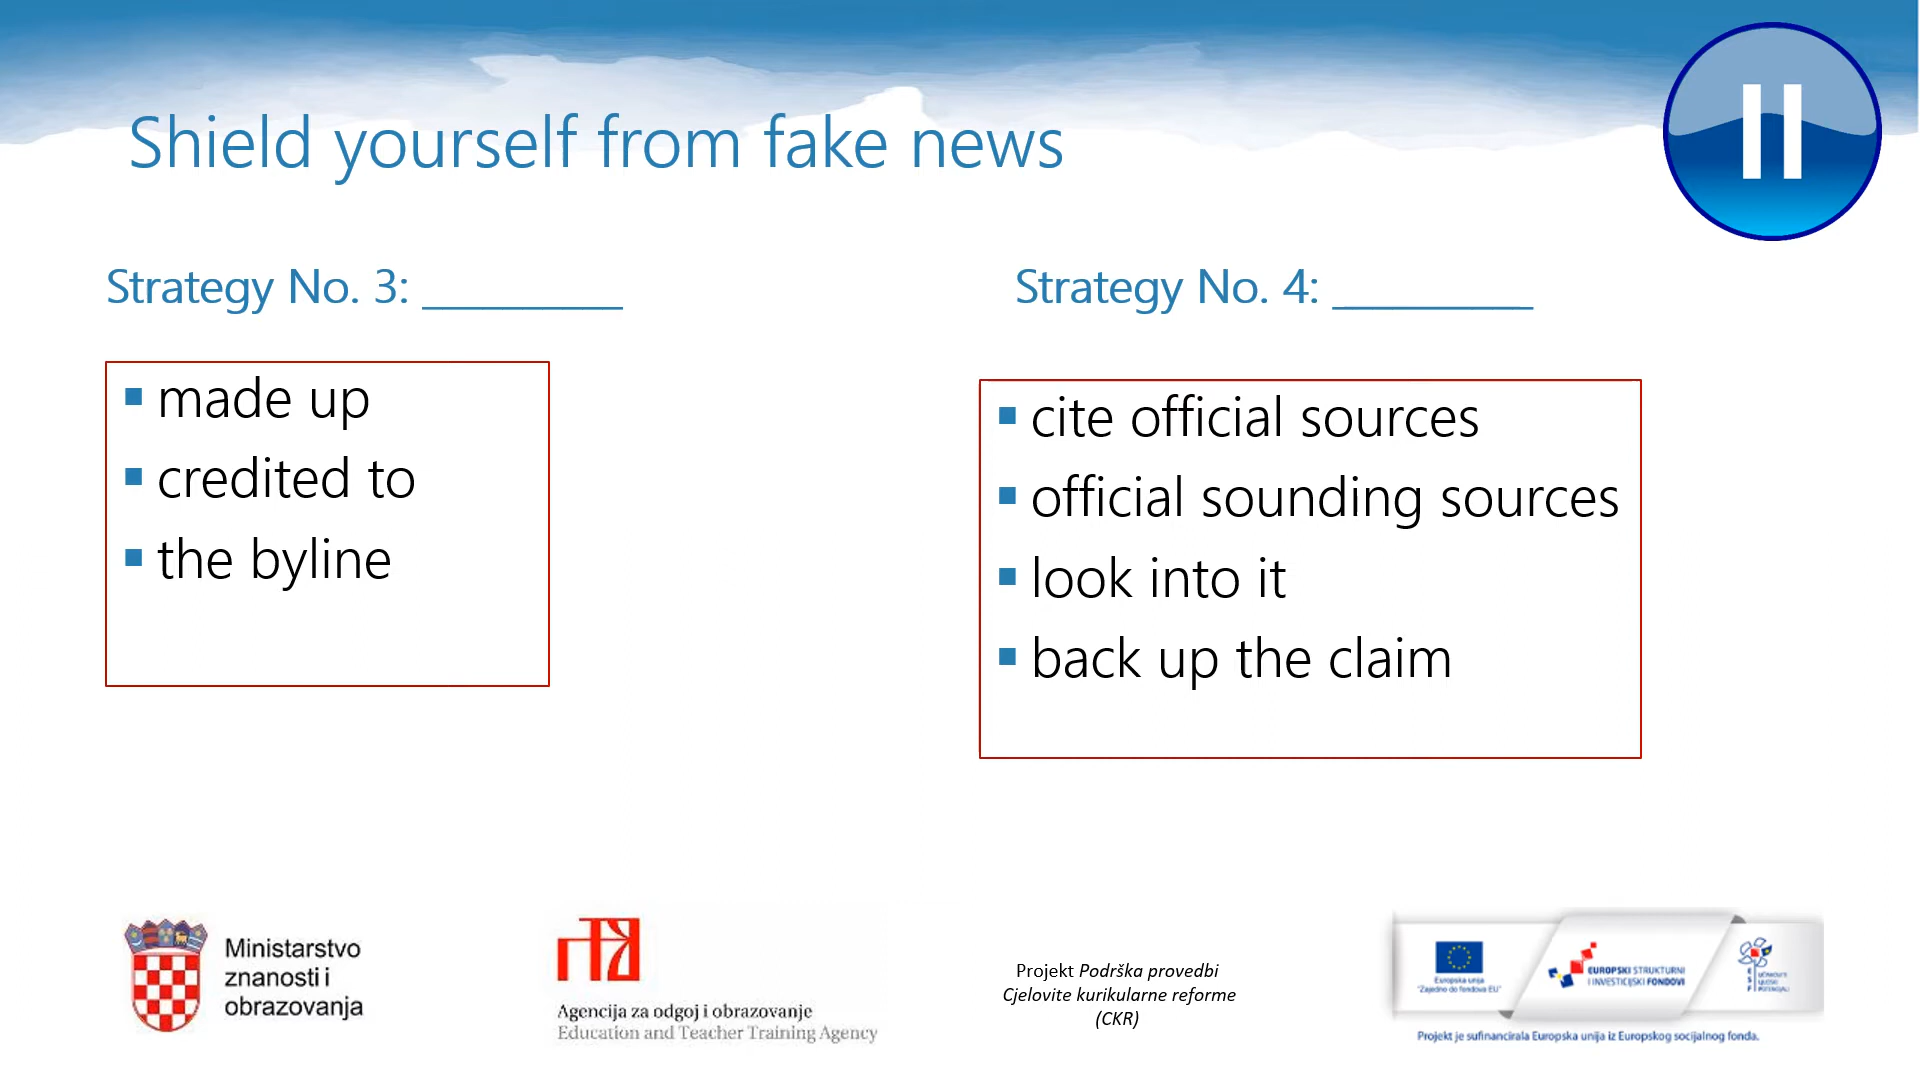 Shield yourself from fake news
Strategy No. 3: __________
made up
credited to
the byline
Strategy No. 4: __________
cite official sources
official sounding sources
look into it
back up the claim
Ministarstvo
znanosti i
obrazovanja
Agencija za odgoj i obrazovanje
Education and Teacher Training Agency
Projekt Podrška provedbi
Cjelovite kurikularne reforme
(CKR)
Europska unija
"Zajedno do fondova EU"
EUROPSKI STRUKTURNI
I INVESTICIJSKI FONDOVI
Projekt je sufinancirala Europska unija iz Europskog socijalnog fonda.